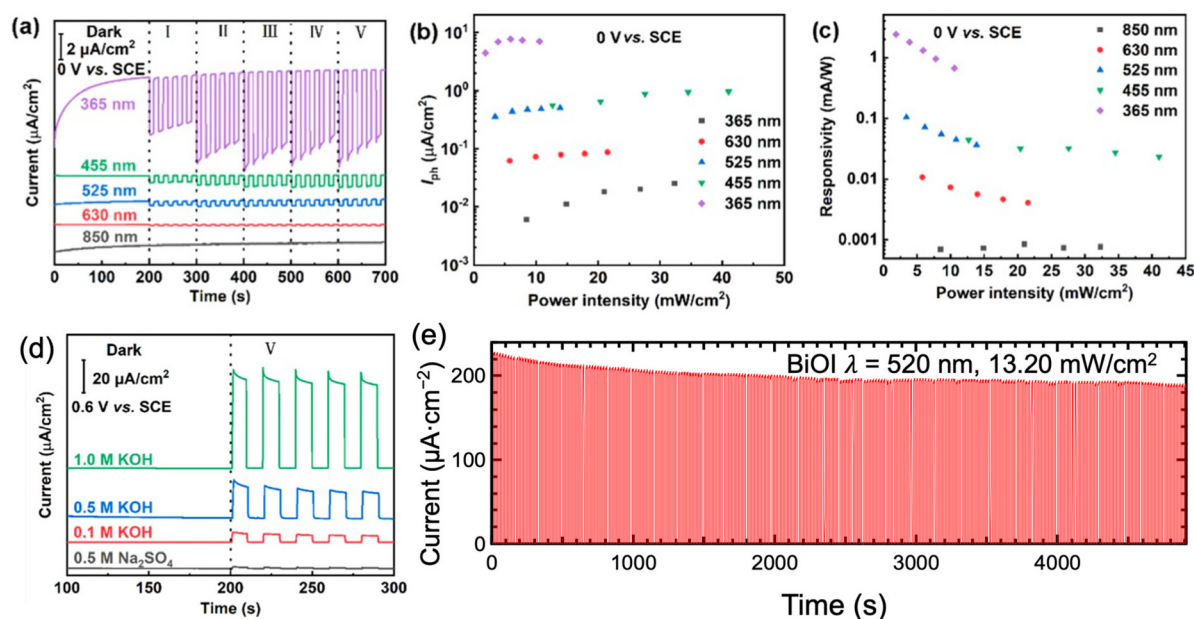 (a)
Dark
I
II
III
IV
V
2 μA/cm²
0 V vs. SCE
365 nm
455 nm
525 nm
630 nm
850 nm
Current (μA/cm²)
0 100 200 300 400 500 600 700
Time (s)
(b)
0 V vs. SCE
10¹
10⁰
10⁻¹
10⁻²
10⁻³
Iph (μA/cm²)
365 nm
630 nm
525 nm
455 nm
365 nm
0 10 20 30 40 50
Power intensity (mW/cm²)
(c)
0 V vs. SCE
850 nm
630 nm
525 nm
455 nm
365 nm
1
0.1
0.01
0.001
Responsivity (mA/W)
0 5 10 15 20 25 30 35 40 45
Power intensity (mW/cm²)
(d)
Dark
V
20 μA/cm²
0.6 V vs. SCE
1.0 M KOH
0.5 M KOH
0.1 M KOH
0.5 M Na₂SO₄
Current (μA/cm²)
100 150 200 250 300
Time (s)
(e)
BiOI λ = 520 nm, 13.20 mW/cm²
200
100
0
Current (μA·cm⁻²)
0 1000 2000 3000 4000
Time (s)